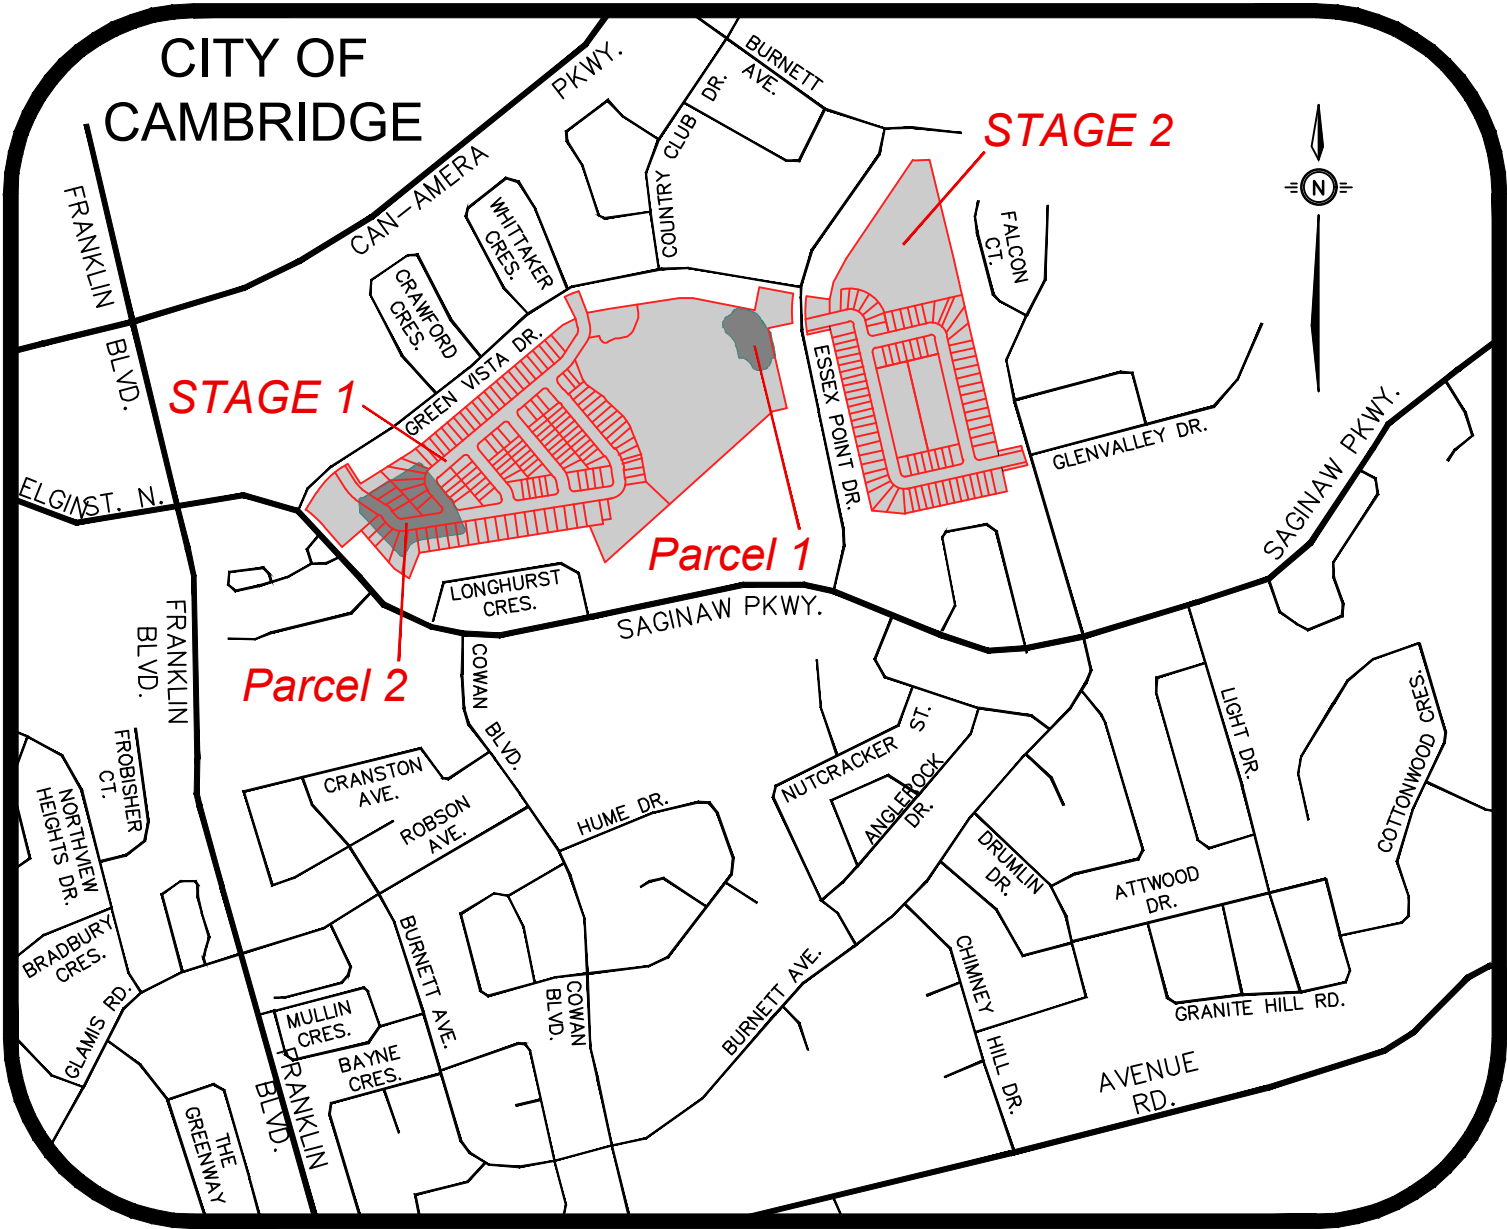 CITY OF
CAMBRIDGE
PKWY.
CAN-AMERA
BURNETT
AVE.
COUNTRY CLUB DR.
STAGE 2
N
FRANKLIN
BLVD.
WHITTAKER
CRES.
CRAWFORD
CRES.
FALCON
CT.
GREEN VISTA DR.
STAGE 1
ESSEX POINT DR.
GLENVALLEY DR.
SAGINAW PKWY.
ELGIN ST. N.
Parcel 1
LONGHURST
CRES.
SAGINAW PKWY.
FRANKLIN
BLVD.
Parcel 2
COWAN
BLVD.
NUTCRACKER ST.
ANGLEROCK
DR.
LIGHT DR.
COTTONWOOD CRES.
FROBISHER
CT.
NORTHVIEW
HEIGHTS DR.
CRANSTON
AVE.
ROBSON
AVE.
HUME DR.
DRUMLIN
DR.
ATTWOOD
DR.
BRADBURY
CRES.
GLAMIS RD.
BURNETT AVE.
COWAN
BLVD.
BURNETT AVE.
CHIMNEY
HILL DR.
GRANITE HILL RD.
MULLIN
CRES.
BAYNE
CRES.
FRANKLIN
BLVD.
AVENUE
RD.
THE
GREENWAY